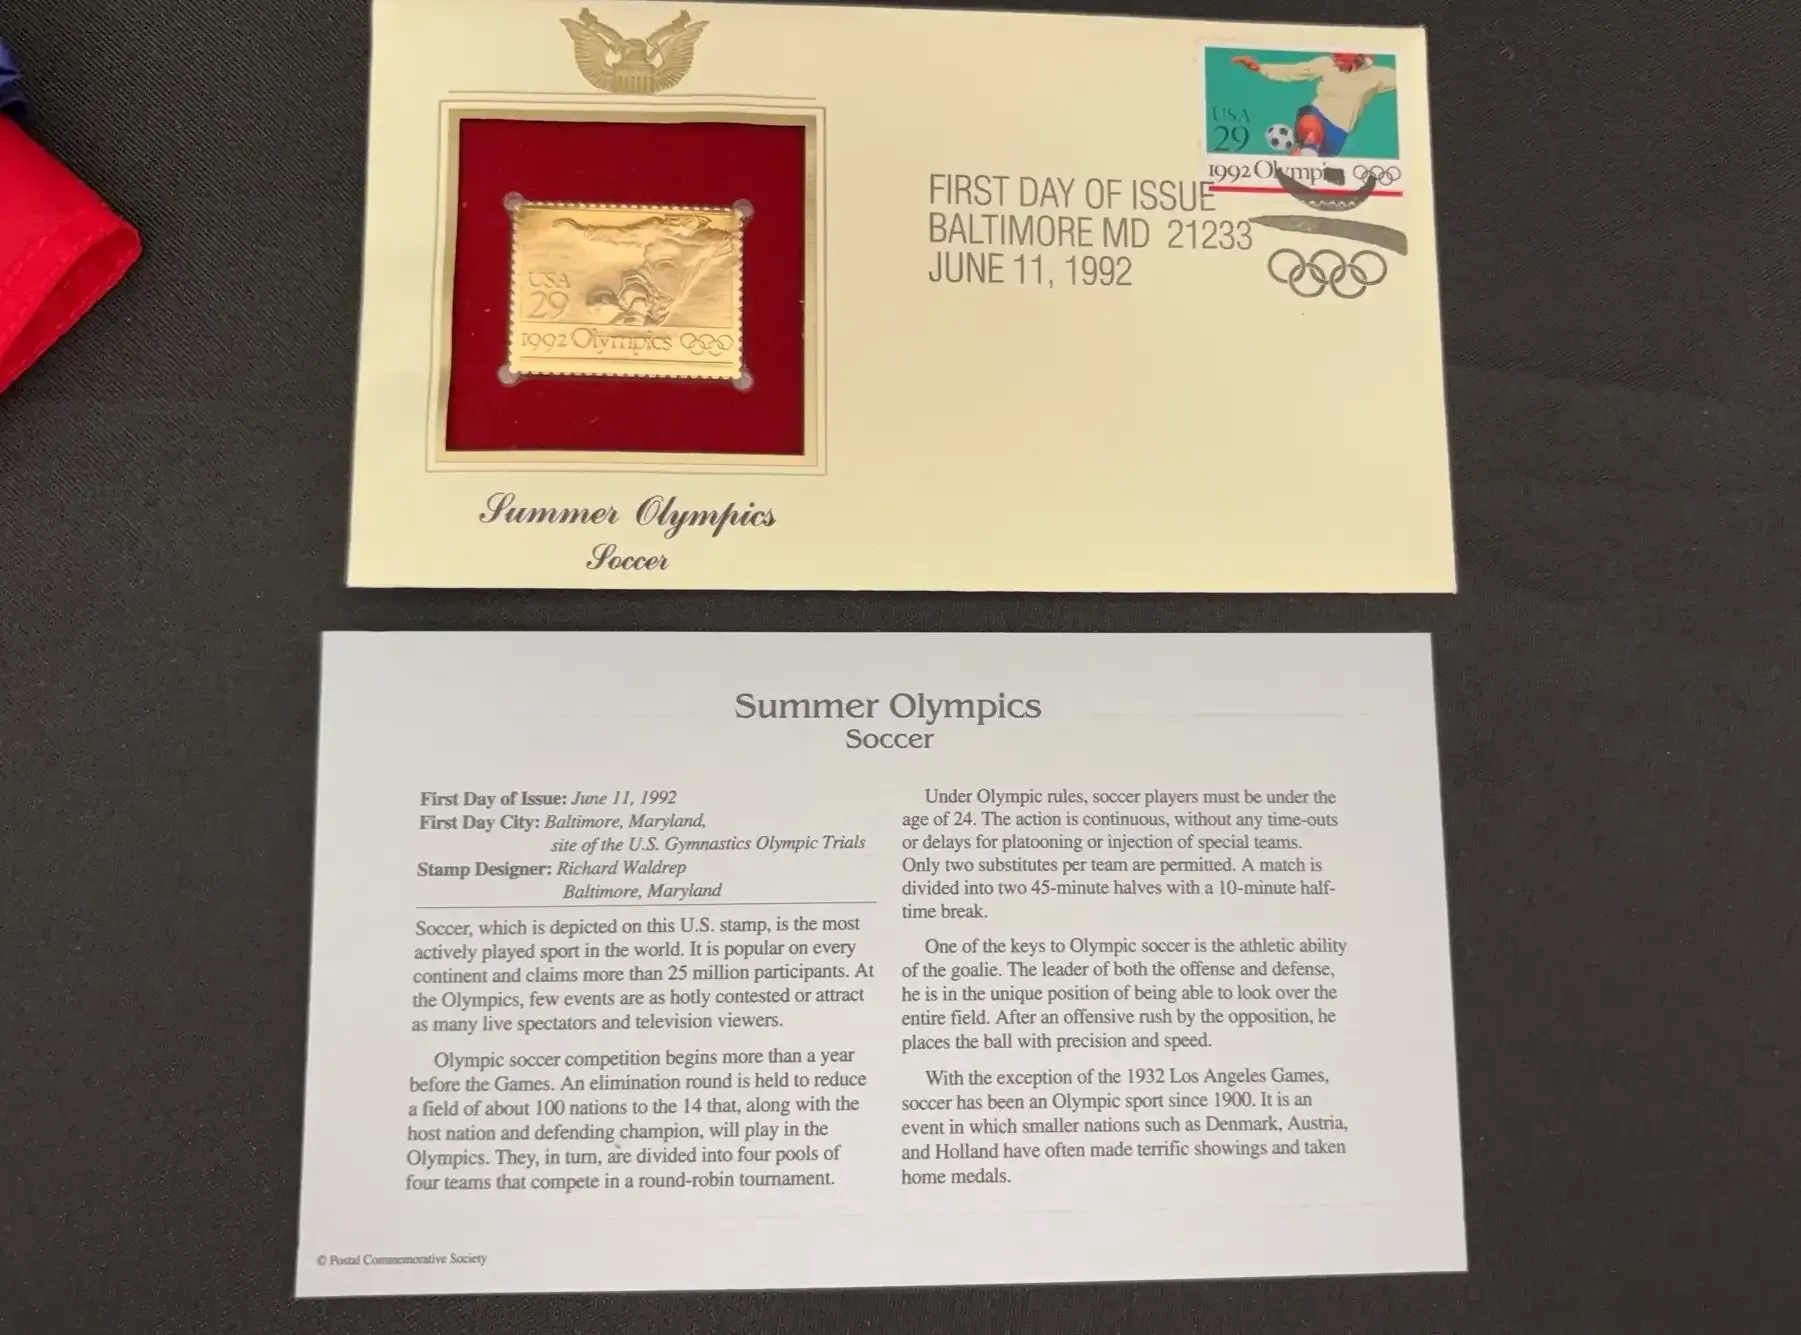 USA
29
1992 Olympics
USA
29
1992 Olympics
FIRST DAY OF ISSUE
BALTIMORE MD 21233
JUNE 11, 1992
Summer Olympics
Soccer
Summer Olympics
Soccer
First Day of Issue: June 11, 1992
First Day City: Baltimore, Maryland,
site of the U.S. Gymnastics Olympic Trials
Stamp Designer: Richard Waldrep
Baltimore, Maryland
Soccer, which is depicted on this U.S. stamp, is the most
actively played sport in the world. It is popular on every
continent and claims more than 25 million participants. At
the Olympics, few events are as hotly contested or attract
as many live spectators and television viewers.
Olympic soccer competition begins more than a year
before the Games. An elimination round is held to reduce
a field of about 100 nations to the 14 that, along with the
host nation and defending champion, will play in the
Olympics. They, in turn, are divided into four pools of
four teams that compete in a round-robin tournament.
Under Olympic rules, soccer players must be under the
age of 24. The action is continuous, without any time-outs
or delays for platooning or injection of special teams.
Only two substitutes per team are permitted. A match is
divided into two 45-minute halves with a 10-minute half-
time break.
One of the keys to Olympic soccer is the athletic ability
of the goalie. The leader of both the offense and defense,
he is in the unique position of being able to look over the
entire field. After an offensive rush by the opposition, he
places the ball with precision and speed.
With the exception of the 1932 Los Angeles Games,
soccer has been an Olympic sport since 1900. It is an
event in which smaller nations such as Denmark, Austria,
and Holland have often made terrific showings and taken
home medals.
© Postal Commemorative Society